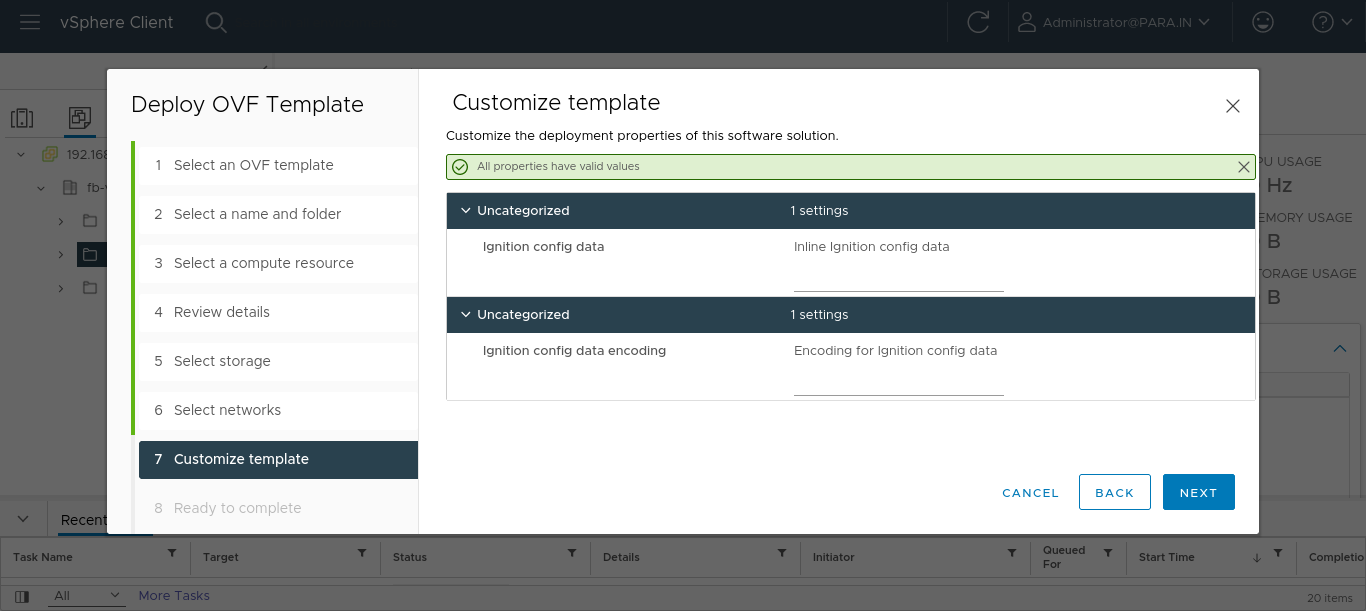 vSphere Client
Administrator@PARA.IN
Deploy OVF Template
1 Select an OVF template
2 Select a name and folder
3 Select a compute resource
4 Review details
5 Select storage
6 Select networks
7 Customize template
8 Ready to complete
Customize template
Customize the deployment properties of this software solution.
All properties have valid values
Uncategorized 1 settings
Ignition config data Inline Ignition config data
Uncategorized 1 settings
Ignition config data encoding Encoding for Ignition config data
CANCEL BACK NEXT
192.168
fb-
PU USAGE
Hz
EMORY USAGE
B
TORAGE USAGE
B
Recent
Task Name Target Status Details Initiator Queued For Start Time Completio
All More Tasks 20 items